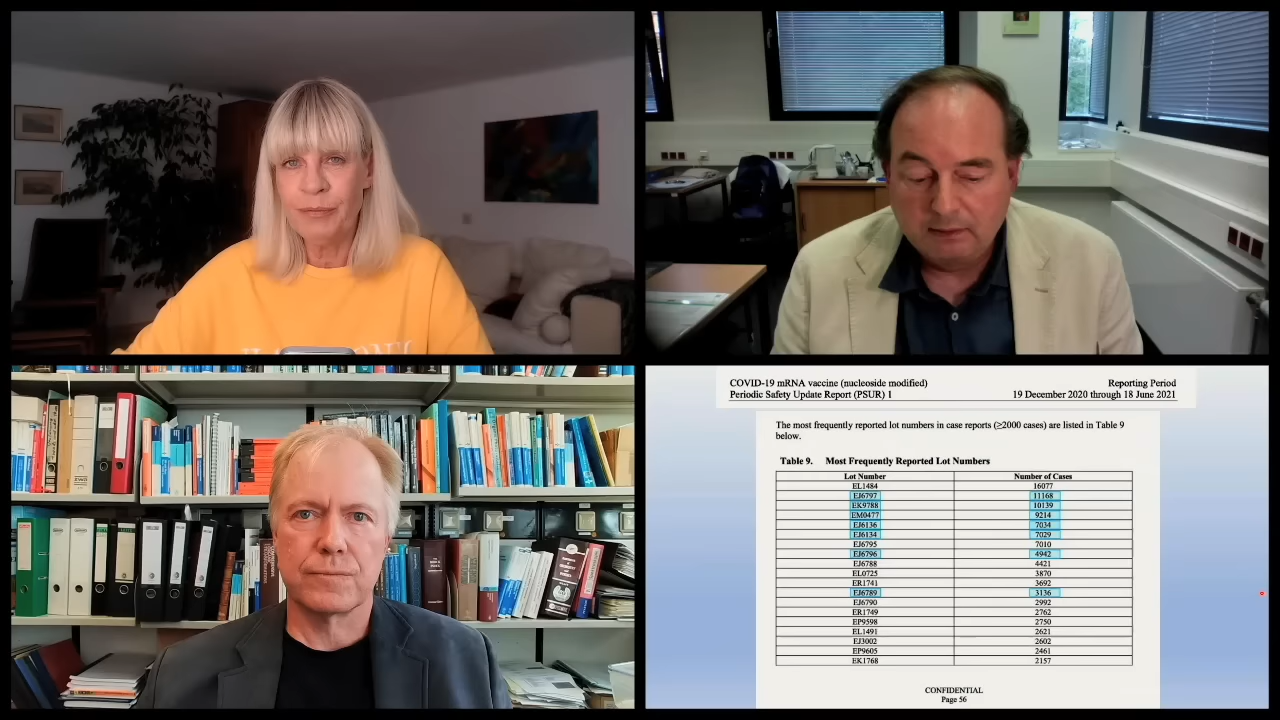 COVID-19 mRNA vaccine (nucleoside modified) Reporting Period
Periodic Safety Update Report (PSUR) 1 19 December 2020 through 18 June 2021
The most frequently reported lot numbers in case reports (≥2000 cases) are listed in Table 9
below.
Table 9. Most Frequently Reported Lot Numbers
Lot Number Number of Cases
EL1484 16077
EJ6797 11168
EK9788 10139
EM0477 9214
EJ6136 7034
EJ6134 7029
EJ6795 7010
EJ6796 4942
EJ6788 4421
EL0725 3870
ER1741 3692
EJ6789 3136
EJ6790 2992
ER1749 2762
EP9598 2750
EL1491 2621
EJ3002 2602
EP9605 2461
EK1768 2157
CONFIDENTIAL
Page 56